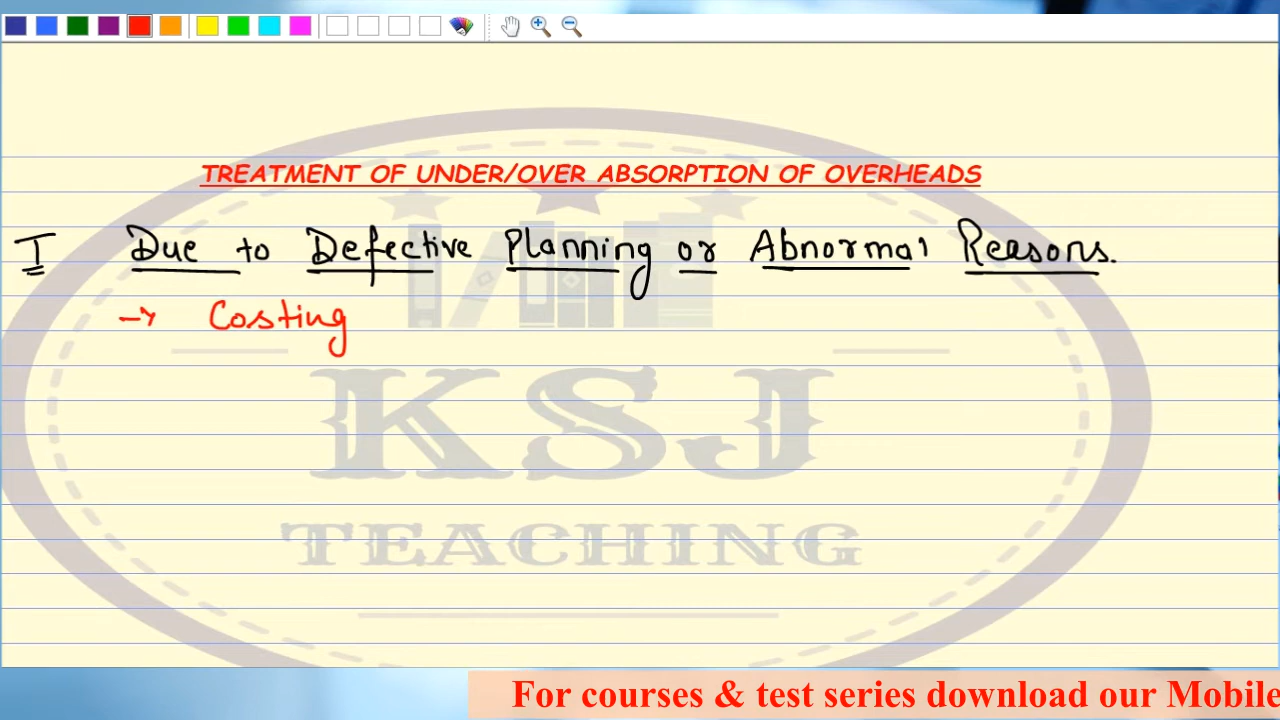 TREATMENT OF UNDER/OVER ABSORPTION OF OVERHEADS
I Due to Defective Planning or Abnormal Reasons.
→ Costing
KSJ
TEACHING
For courses & test series download our Mobile